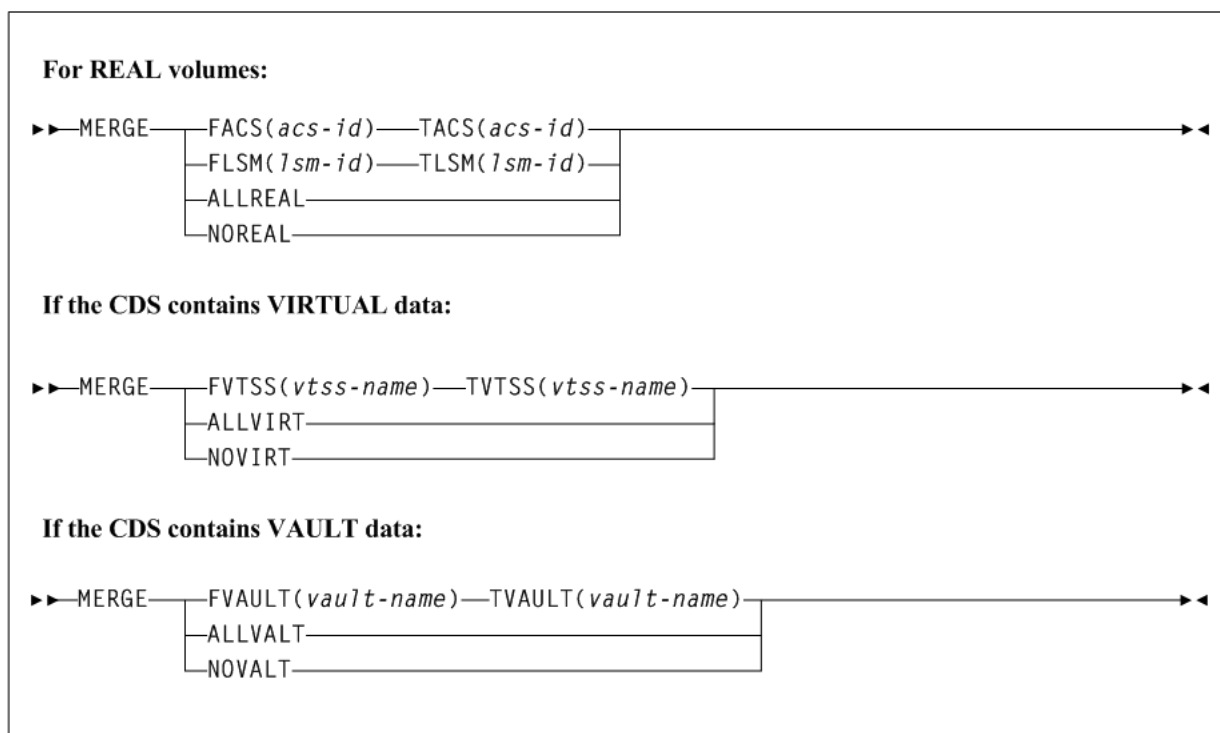 For REAL volumes:
MERGE FACS(acs-id) TACS(acs-id)
FLSM(lsm-id) TLSM(lsm-id)
ALLREAL
NOREAL
If the CDS contains VIRTUAL data:
MERGE FVTSS(vtss-name) TVTSS(vtss-name)
ALLVIRT
NOVIRT
If the CDS contains VAULT data:
MERGE FVAULT(vault-name) TVAULT(vault-name)
ALLVALT
NOVALT